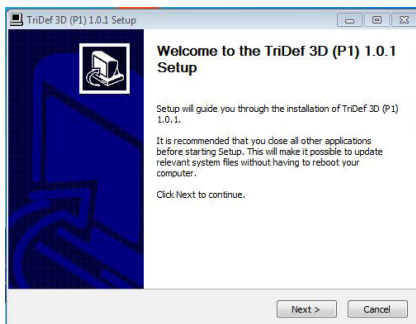 TriDef 3D (P1) 1.0.1 Setup
Welcome to the TriDef 3D (P1) 1.0.1
Setup
Setup will guide you through the installation of TriDef 3D (P1)
1.0.1.
It is recommended that you close all other applications
before starting Setup. This will make it possible to update
relevant system files without having to reboot your
computer.
Click Next to continue.
Next >
Cancel